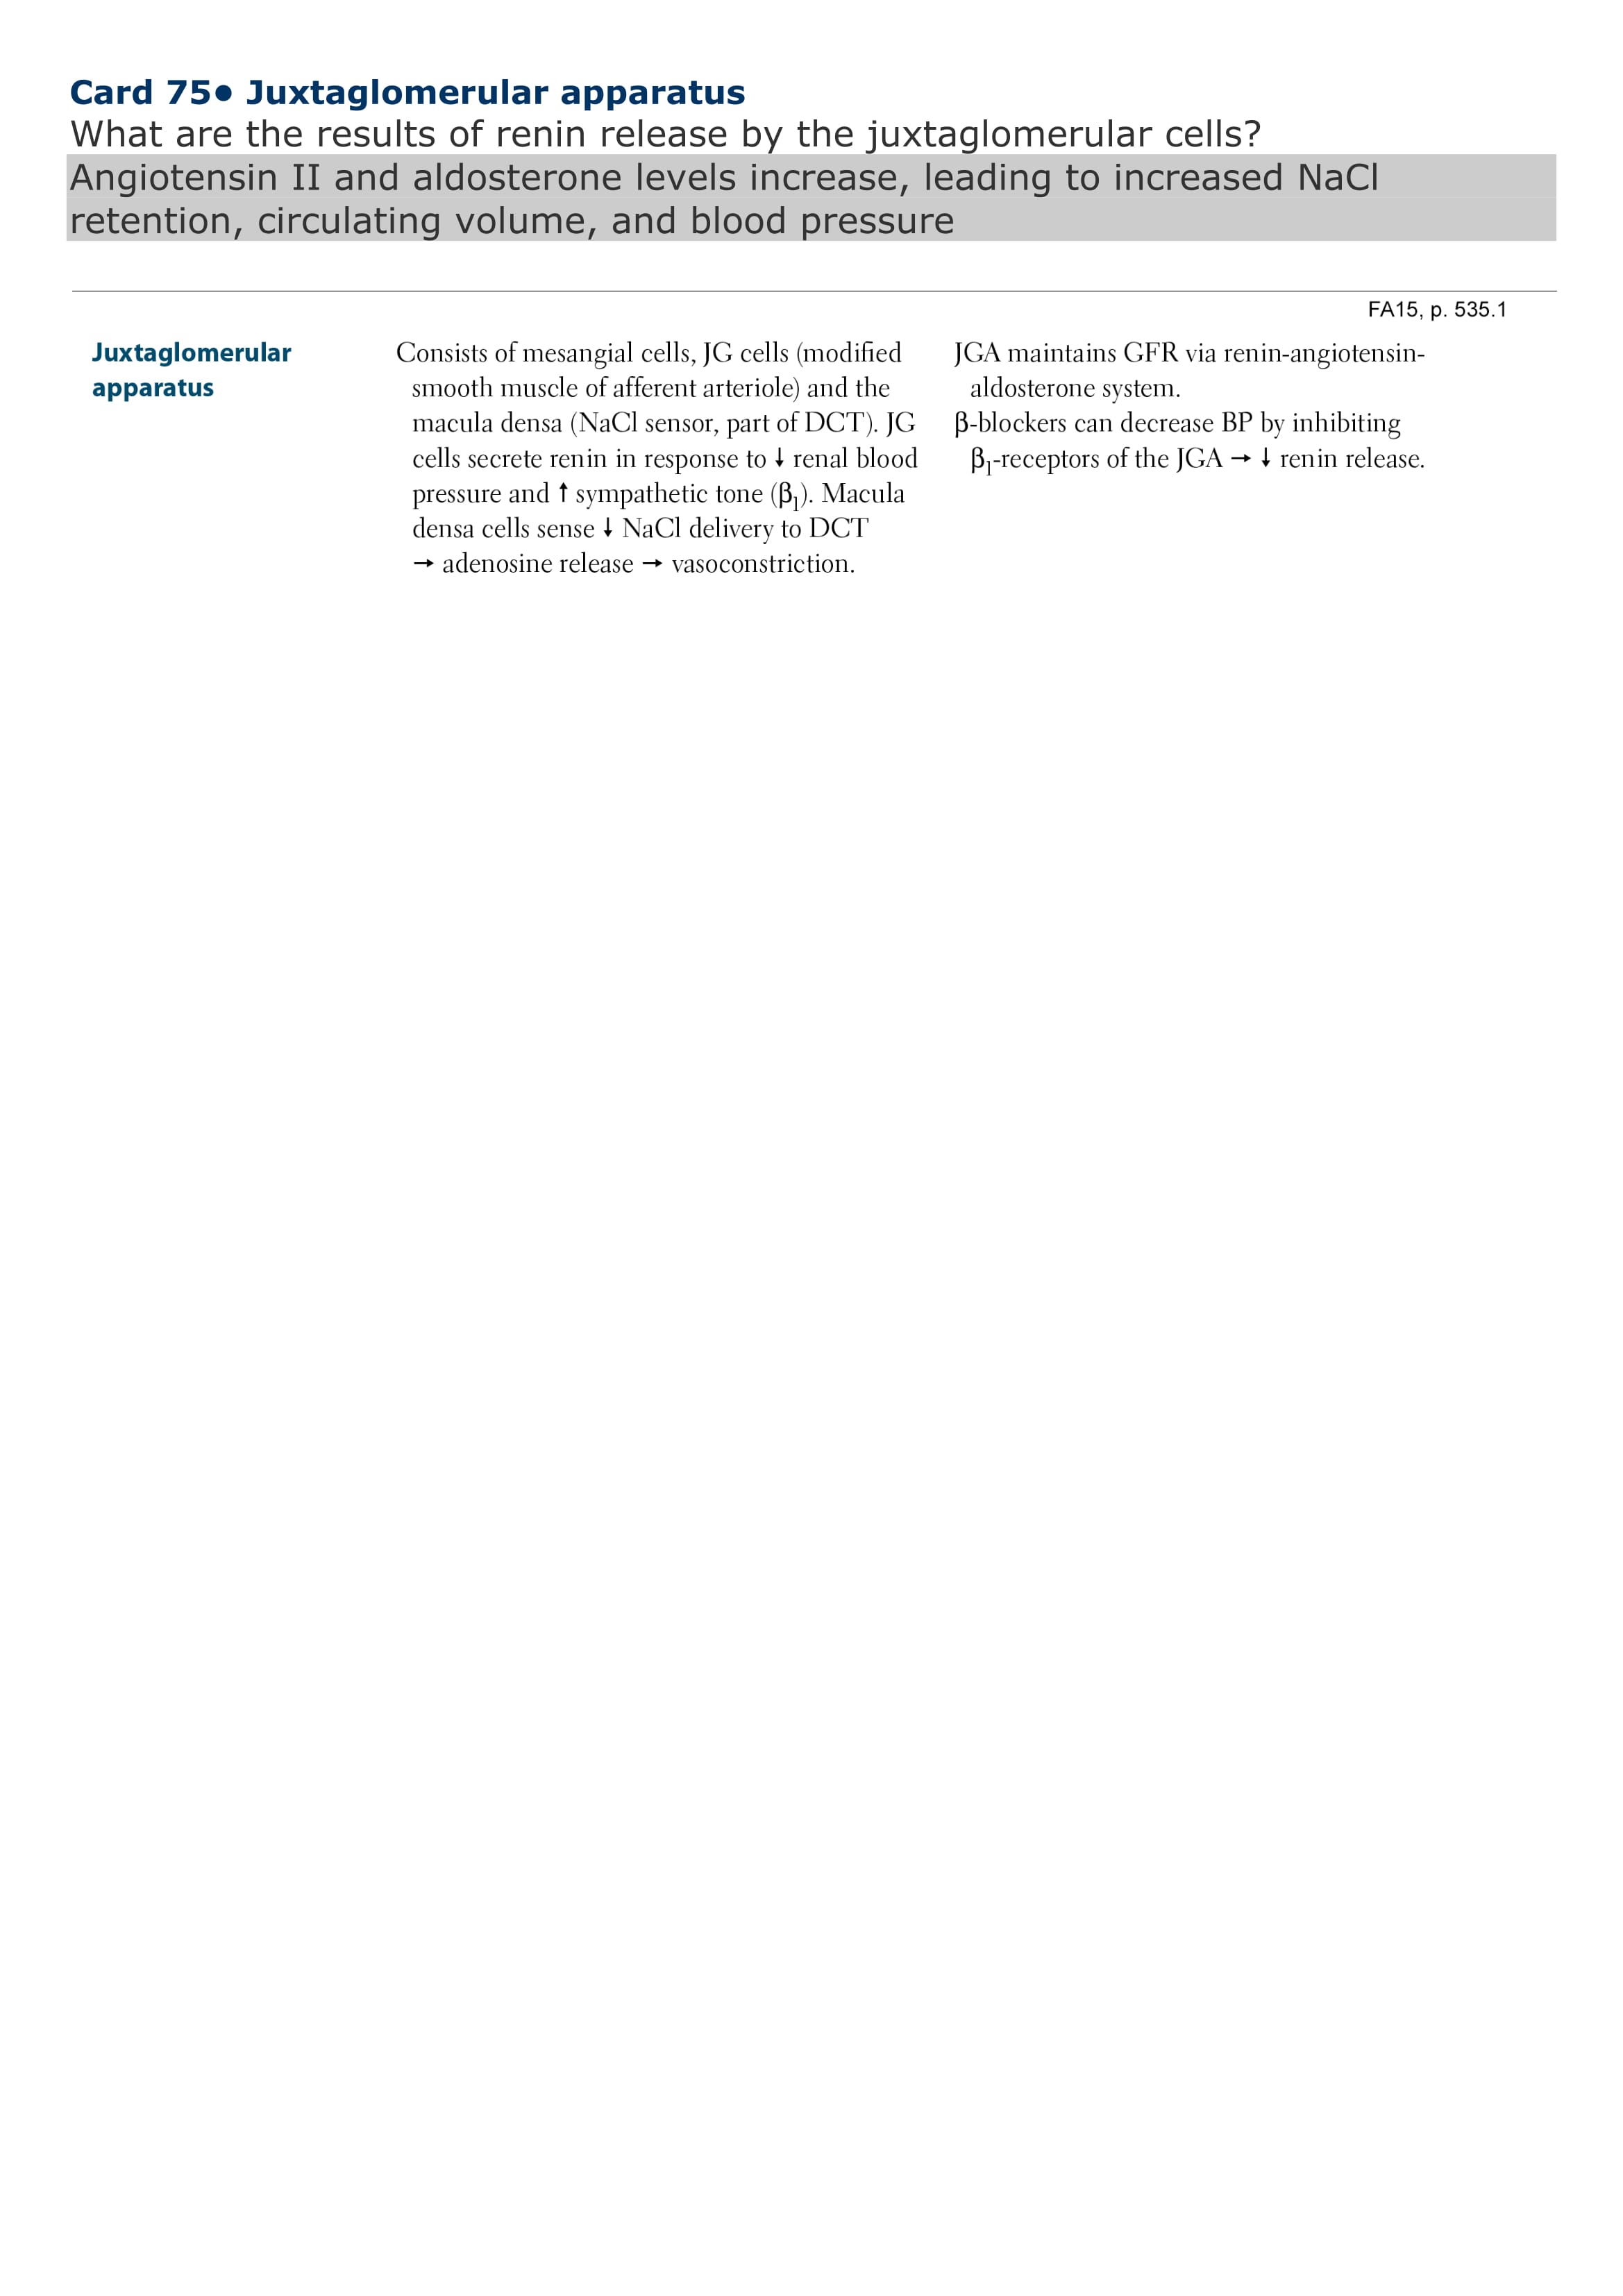 Card 75• Juxtaglomerular apparatus
What are the results of renin release by the juxtaglomerular cells?
Angiotensin II and aldosterone levels increase, leading to increased NaCl
retention, circulating volume, and blood pressure
FA15, p. 535.1
Juxtaglomerular
apparatus
Consists of mesangial cells, JG cells (modified
smooth muscle of afferent arteriole) and the
macula densa (NaCl sensor, part of DCT). JG
cells secrete renin in response to ↓ renal blood
pressure and ↑ sympathetic tone (β₁). Macula
densa cells sense ↓ NaCl delivery to DCT
→ adenosine release → vasoconstriction.
JGA maintains GFR via renin-angiotensin-
aldosterone system.
β-blockers can decrease BP by inhibiting
β₁-receptors of the JGA → ↓ renin release.